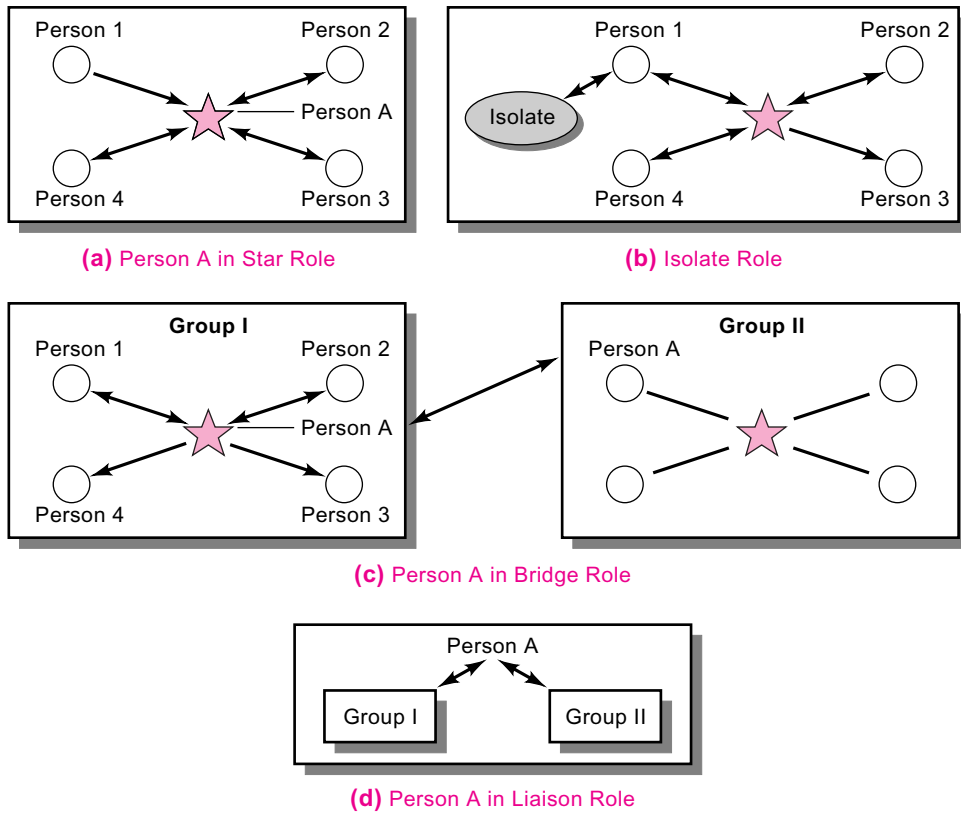 Person 1
Person 2
Person A
Person 4
Person 3
(a) Person A in Star Role
Person 1
Person 2
Isolate
Person 4
Person 3
(b) Isolate Role
Group I
Person 1
Person 2
Person A
Person 4
Person 3
Group II
Person A
(c) Person A in Bridge Role
Person A
Group I
Group II
(d) Person A in Liaison Role